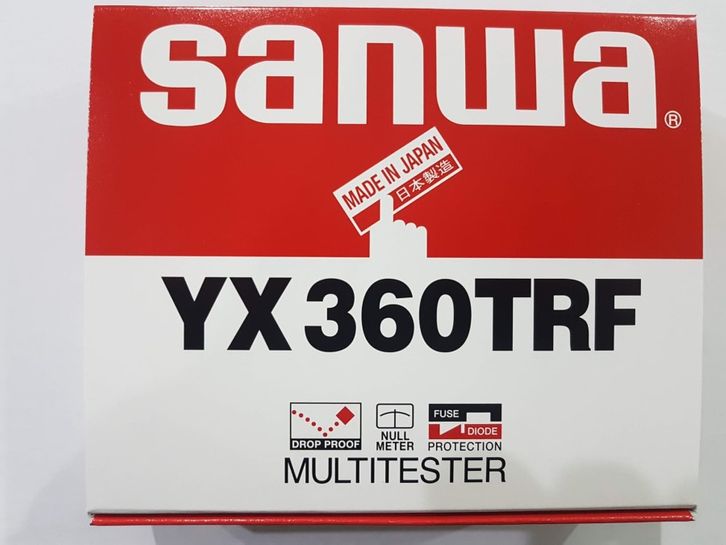 sanwa®
MADE IN JAPAN
日本製造
YX360TRF
DROP PROOF
NULL
METER
FUSE
DIODE
PROTECTION
MULTITESTER